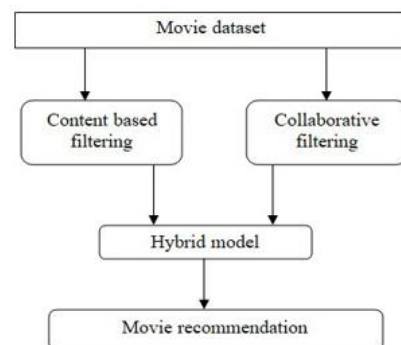 Movie dataset
Content based
filtering
Collaborative
filtering
Hybrid model
Movie recommendation